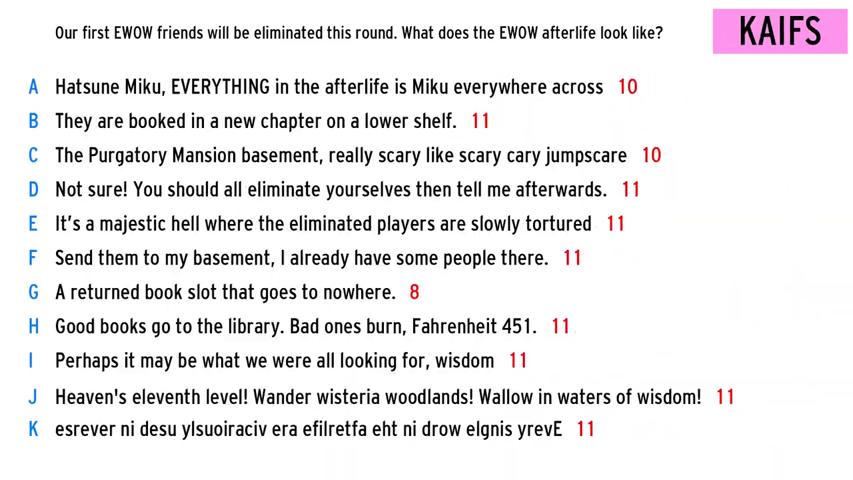 Our first EWOW friends will be eliminated this round. What does the EWOW afterlife look like?
KAIFS
A Hatsune Miku, EVERYTHING in the afterlife is Miku everywhere across 10
B They are booked in a new chapter on a lower shelf. 11
C The Purgatory Mansion basement, really scary like scary cary jumpscare 10
D Not sure! You should all eliminate yourselves then tell me afterwards. 11
E It's a majestic hell where the eliminated players are slowly tortured 11
F Send them to my basement, I already have some people there. 11
G A returned book slot that goes to nowhere. 8
H Good books go to the library. Bad ones burn, Fahrenheit 451. 11
I Perhaps it may be what we were all looking for, wisdom 11
J Heaven's eleventh level! Wander wisteria woodlands! Wallow in waters of wisdom! 11
K esrever ni desu ylsuoiraciv era efilretfa eht ni drow elgnis yrevE 11